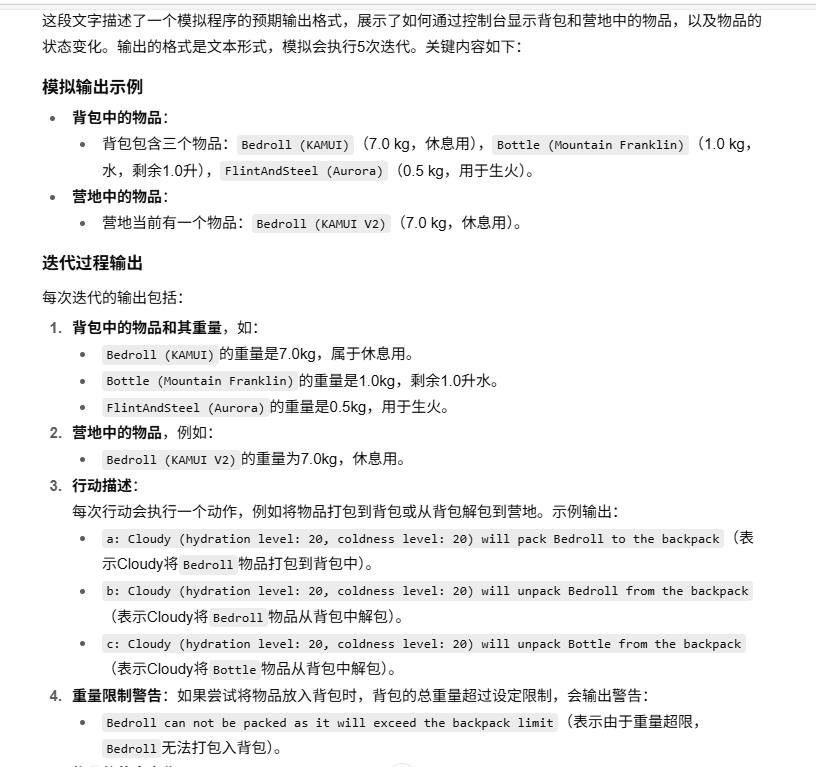 这段文字描述了一个模拟程序的预期输出格式，展示了如何通过控制台显示背包和营地中的物品，以及物品的
状态变化。输出的格式是文本形式，模拟会执行5次迭代。关键内容如下：
模拟输出示例
• 背包中的物品：
• 背包包含三个物品：Bedroll (KAMUI)（7.0 kg，休息用），Bottle (Mountain Franklin)（1.0 kg，
水，剩余1.0升），FlintAndSteel (Aurora)（0.5 kg，用于生火）。
• 营地中的物品：
• 营地当前有一个物品：Bedroll (KAMUI V2)（7.0 kg，休息用）。
迭代过程输出
每次迭代的输出包括：
1. 背包中的物品和其重量，如：
• Bedroll (KAMUI) 的重量是7.0kg，属于休息用。
• Bottle (Mountain Franklin) 的重量是1.0kg，剩余1.0升水。
• FlintAndSteel (Aurora) 的重量是0.5kg，用于生火。
2. 营地中的物品，例如：
• Bedroll (KAMUI V2) 的重量为7.0kg，休息用。
3. 行动描述：
每次行动会执行一个动作，例如将物品打包到背包或从背包解包到营地。示例输出：
• a: Cloudy (hydration level: 20, coldness level: 20) will pack Bedroll to the backpack（表
示Cloudy将 Bedroll 物品打包到背包中）。
• b: Cloudy (hydration level: 20, coldness level: 20) will unpack Bedroll from the backpack
（表示Cloudy将 Bedroll 物品从背包中解包）。
• c: Cloudy (hydration level: 20, coldness level: 20) will unpack Bottle from the backpack
（表示Cloudy将 Bottle 物品从背包中解包）。
4. 重量限制警告：如果尝试将物品放入背包时，背包的总重量超过设定限制，会输出警告：
• Bedroll can not be packed as it will exceed the backpack limit（表示由于重量超限，
Bedroll 无法打包入背包）。